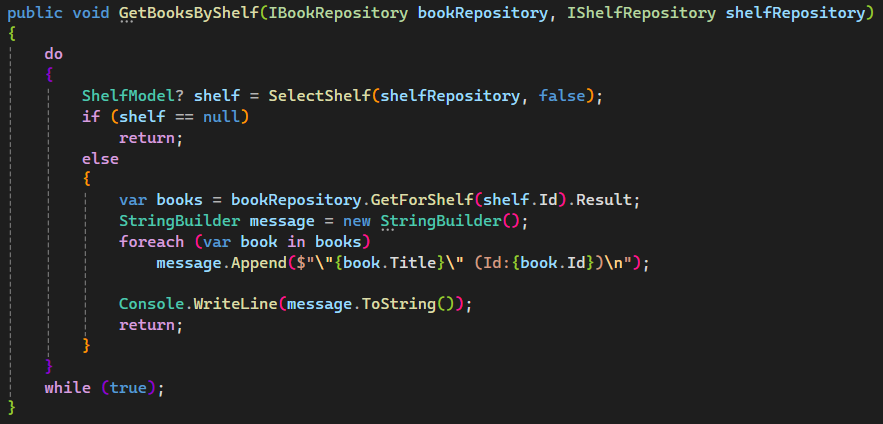 public void GetBooksByShelf(IBookRepository bookRepository, IShelfRepository shelfRepository)
{
    do
    {
        ShelfModel? shelf = SelectShelf(shelfRepository, false);
        if (shelf == null)
            return;
        else
        {
            var books = bookRepository.GetForShelf(shelf.Id).Result;
            StringBuilder message = new StringBuilder();
            foreach (var book in books)
                message.Append($"\"{book.Title}\" (Id:{book.Id})\n");

            Console.WriteLine(message.ToString());
            return;
        }
    }
    while (true);
}